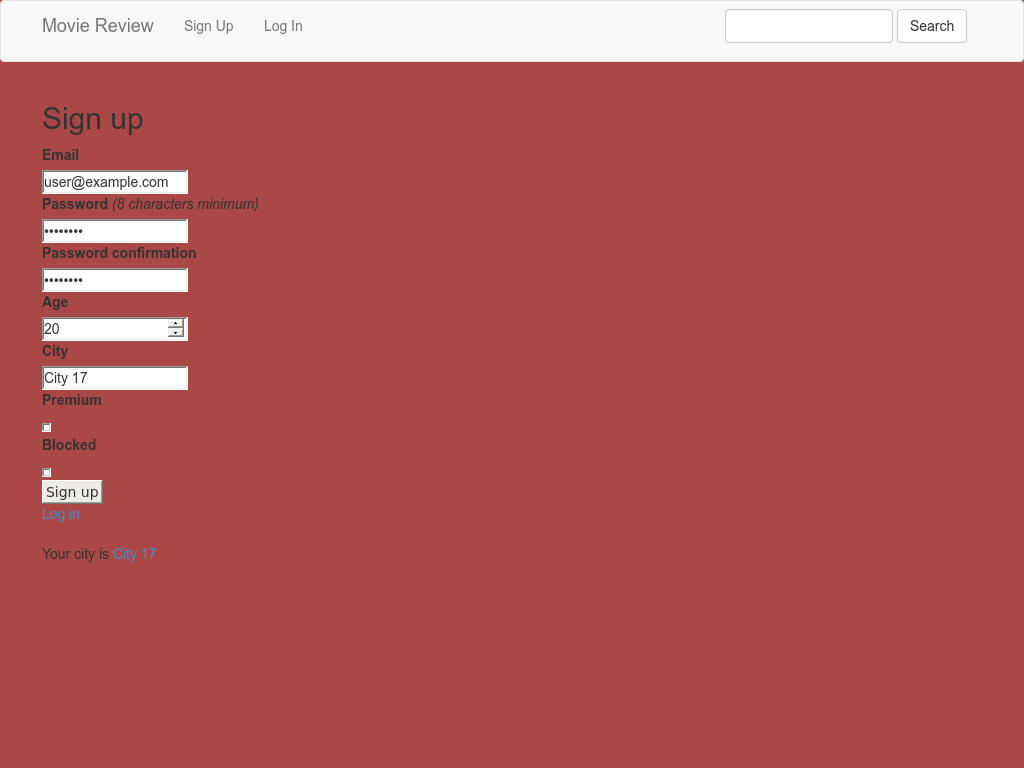 Movie Review Sign Up Log In Search
Sign up
Email
user@example.com
Password (8 characters minimum)
••••••••
Password confirmation
••••••••
Age
20
City
City 17
Premium
Blocked
Sign up
Log in
Your city is City 17